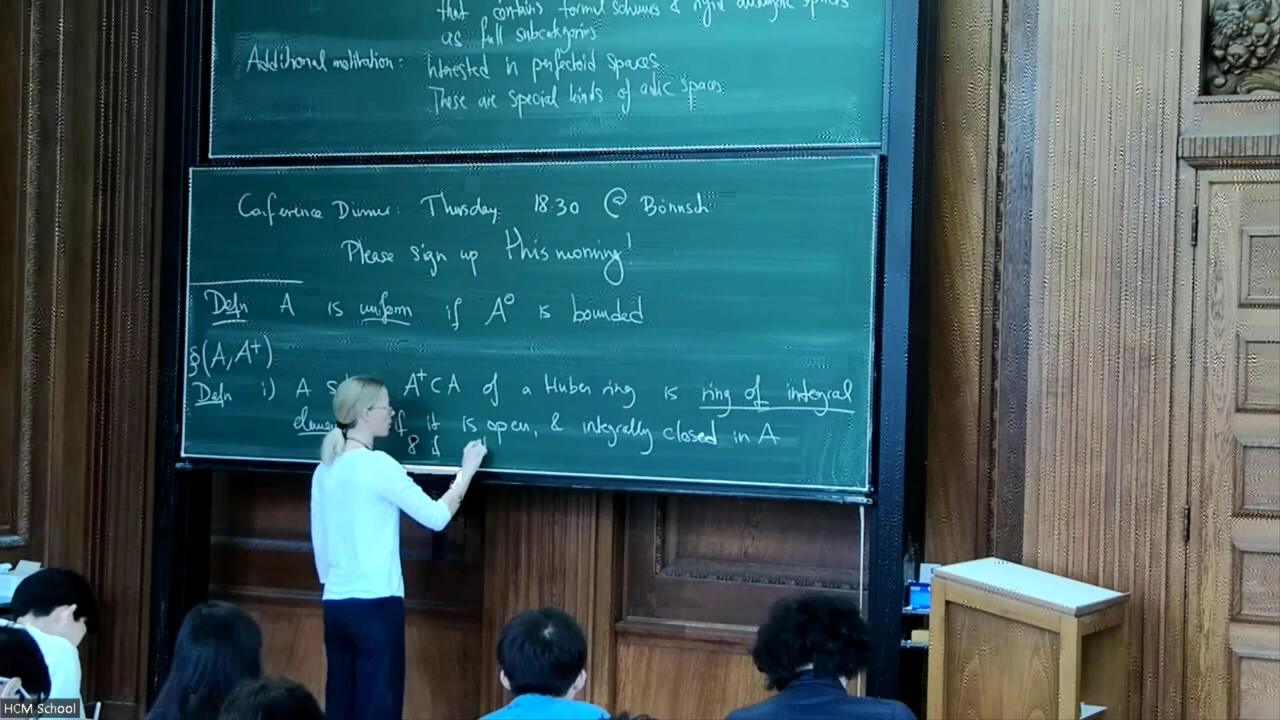 that contains formal schemes & rigid analytic spaces
as full subcategories
Additional motivation: Interested in perfectoid spaces
These are special kinds of adic spaces
Conference Dinner: Thursday 18.30 @ Bönnsch
Please sign up this morning!
Defn A is uniform if A⁰ is bounded
§(A, A⁺)
Defn i) A A⁺⊂A of a Huber ring is ring of integral
if it is open, & integrally closed in A
& if
HCM School